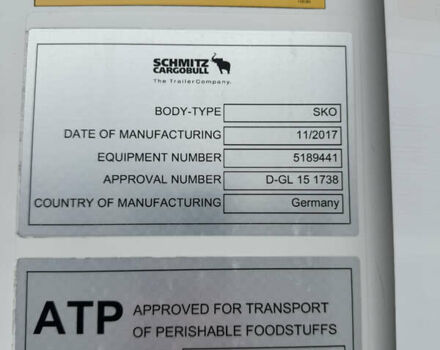 SCHMITZ
CARGOBULL
The Trailer Company.
BODY-TYPE SKO
DATE OF MANUFACTURING 11/2017
EQUIPMENT NUMBER 5189441
APPROVAL NUMBER D-GL 15 1738
COUNTRY OF MANUFACTURING Germany
ATP APPROVED FOR TRANSPORT
OF PERISHABLE FOODSTUFFS